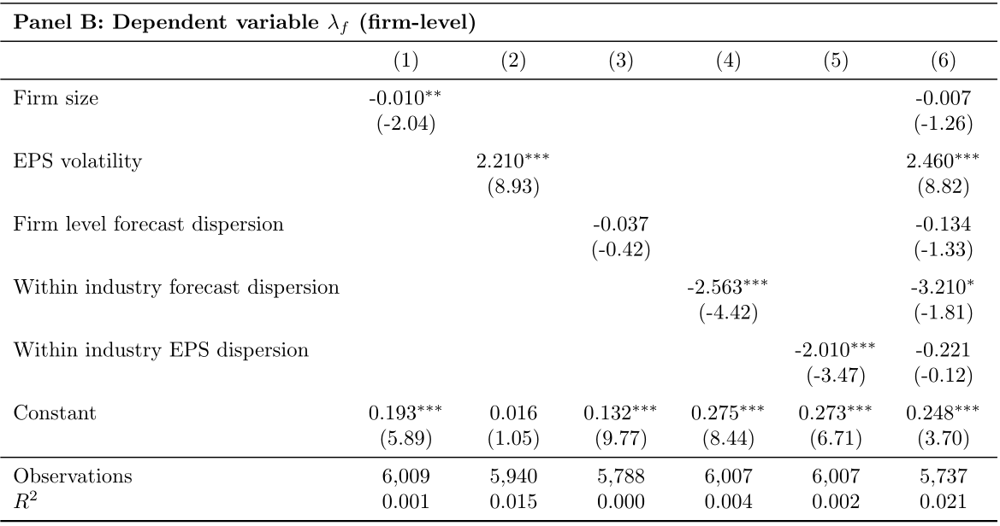 Panel B: Dependent variable λf (firm-level)
(1) (2) (3) (4) (5) (6)
Firm size -0.010** -0.007
(-2.04) (-1.26)
EPS volatility 2.210*** 2.460***
(8.93) (8.82)
Firm level forecast dispersion -0.037 -0.134
(-0.42) (-1.33)
Within industry forecast dispersion -2.563*** -3.210*
(-4.42) (-1.81)
Within industry EPS dispersion -2.010*** -0.221
(-3.47) (-0.12)
Constant 0.193*** 0.016 0.132*** 0.275*** 0.273*** 0.248***
(5.89) (1.05) (9.77) (8.44) (6.71) (3.70)
Observations 6,009 5,940 5,788 6,007 6,007 5,737
R2 0.001 0.015 0.000 0.004 0.002 0.021